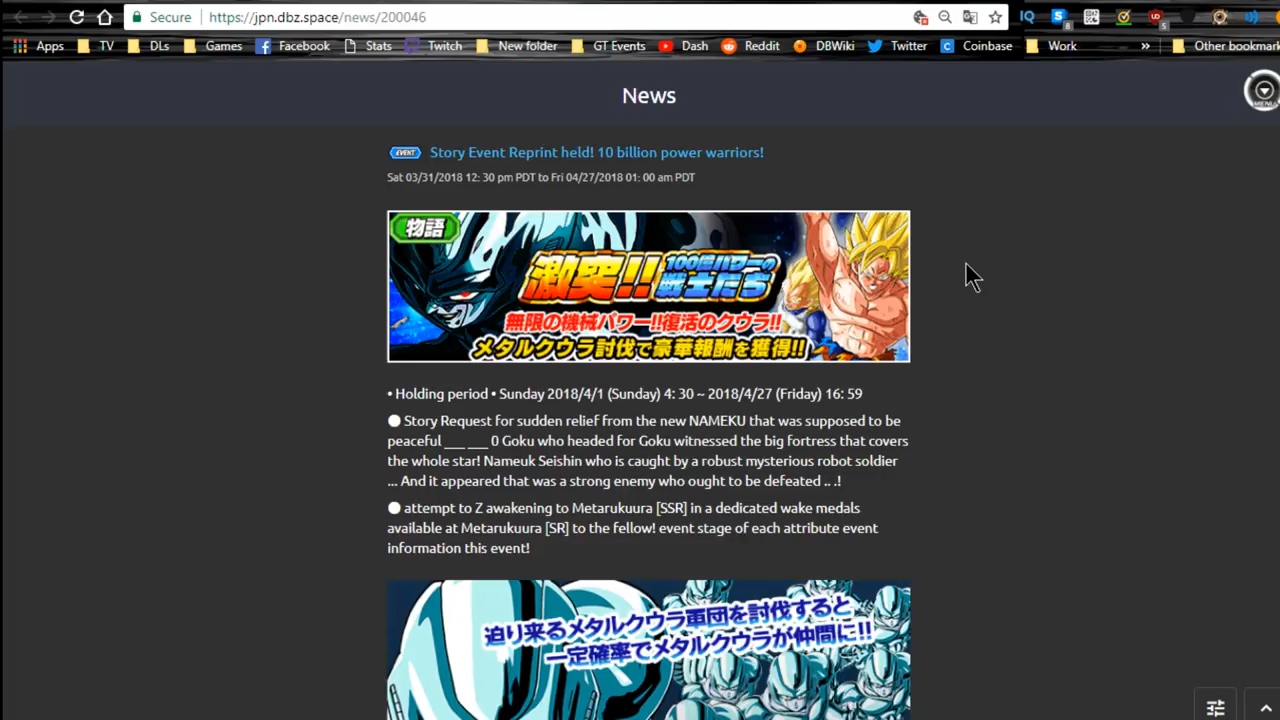 Secure https://jpn.dbz.space/news/200046
Apps TV DLs Games Facebook Stats Twitch New folder GT Events Dash Reddit DBWiki Twitter Coinbase Work » Other bookmark
News
MENU
EVENT Story Event Reprint held! 10 billion power warriors!
Sat 03/31/2018 12: 30 pm PDT to Fri 04/27/2018 01: 00 am PDT
物語
激突!! 100億パワーの戦士たち
無限の機械パワー!!復活のクウラ!!
メタルクウラ討伐で豪華報酬を獲得!!
• Holding period • Sunday 2018/4/1 (Sunday) 4: 30 ~ 2018/4/27 (Friday) 16: 59
● Story Request for sudden relief from the new NAMEKU that was supposed to be
peaceful ___ ___ 0 Goku who headed for Goku witnessed the big fortress that covers
the whole star! Nameuk Seishin who is caught by a robust mysterious robot soldier
... And it appeared that was a strong enemy who ought to be defeated .. .!
● attempt to Z awakening to Metarukuura [SSR] in a dedicated wake medals
available at Metarukuura [SR] to the fellow! event stage of each attribute event
information this event!
迫り来るメタルクウラ軍団を討伐すると
一定確率でメタルクウラが仲間に!!